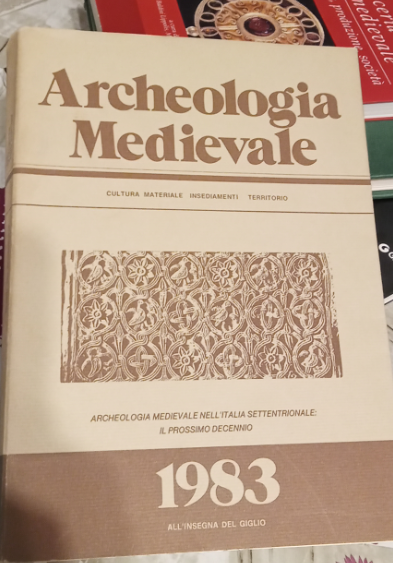 Archeologia
Medievale
CULTURA MATERIALE INSEDIAMENTI TERRITORIO
ARCHEOLOGIA MEDIEVALE NELL'ITALIA SETTENTRIONALE:
IL PROSSIMO DECENNIO
1983
ALL'INSEGNA DEL GIGLIO
medievale
produzione, società